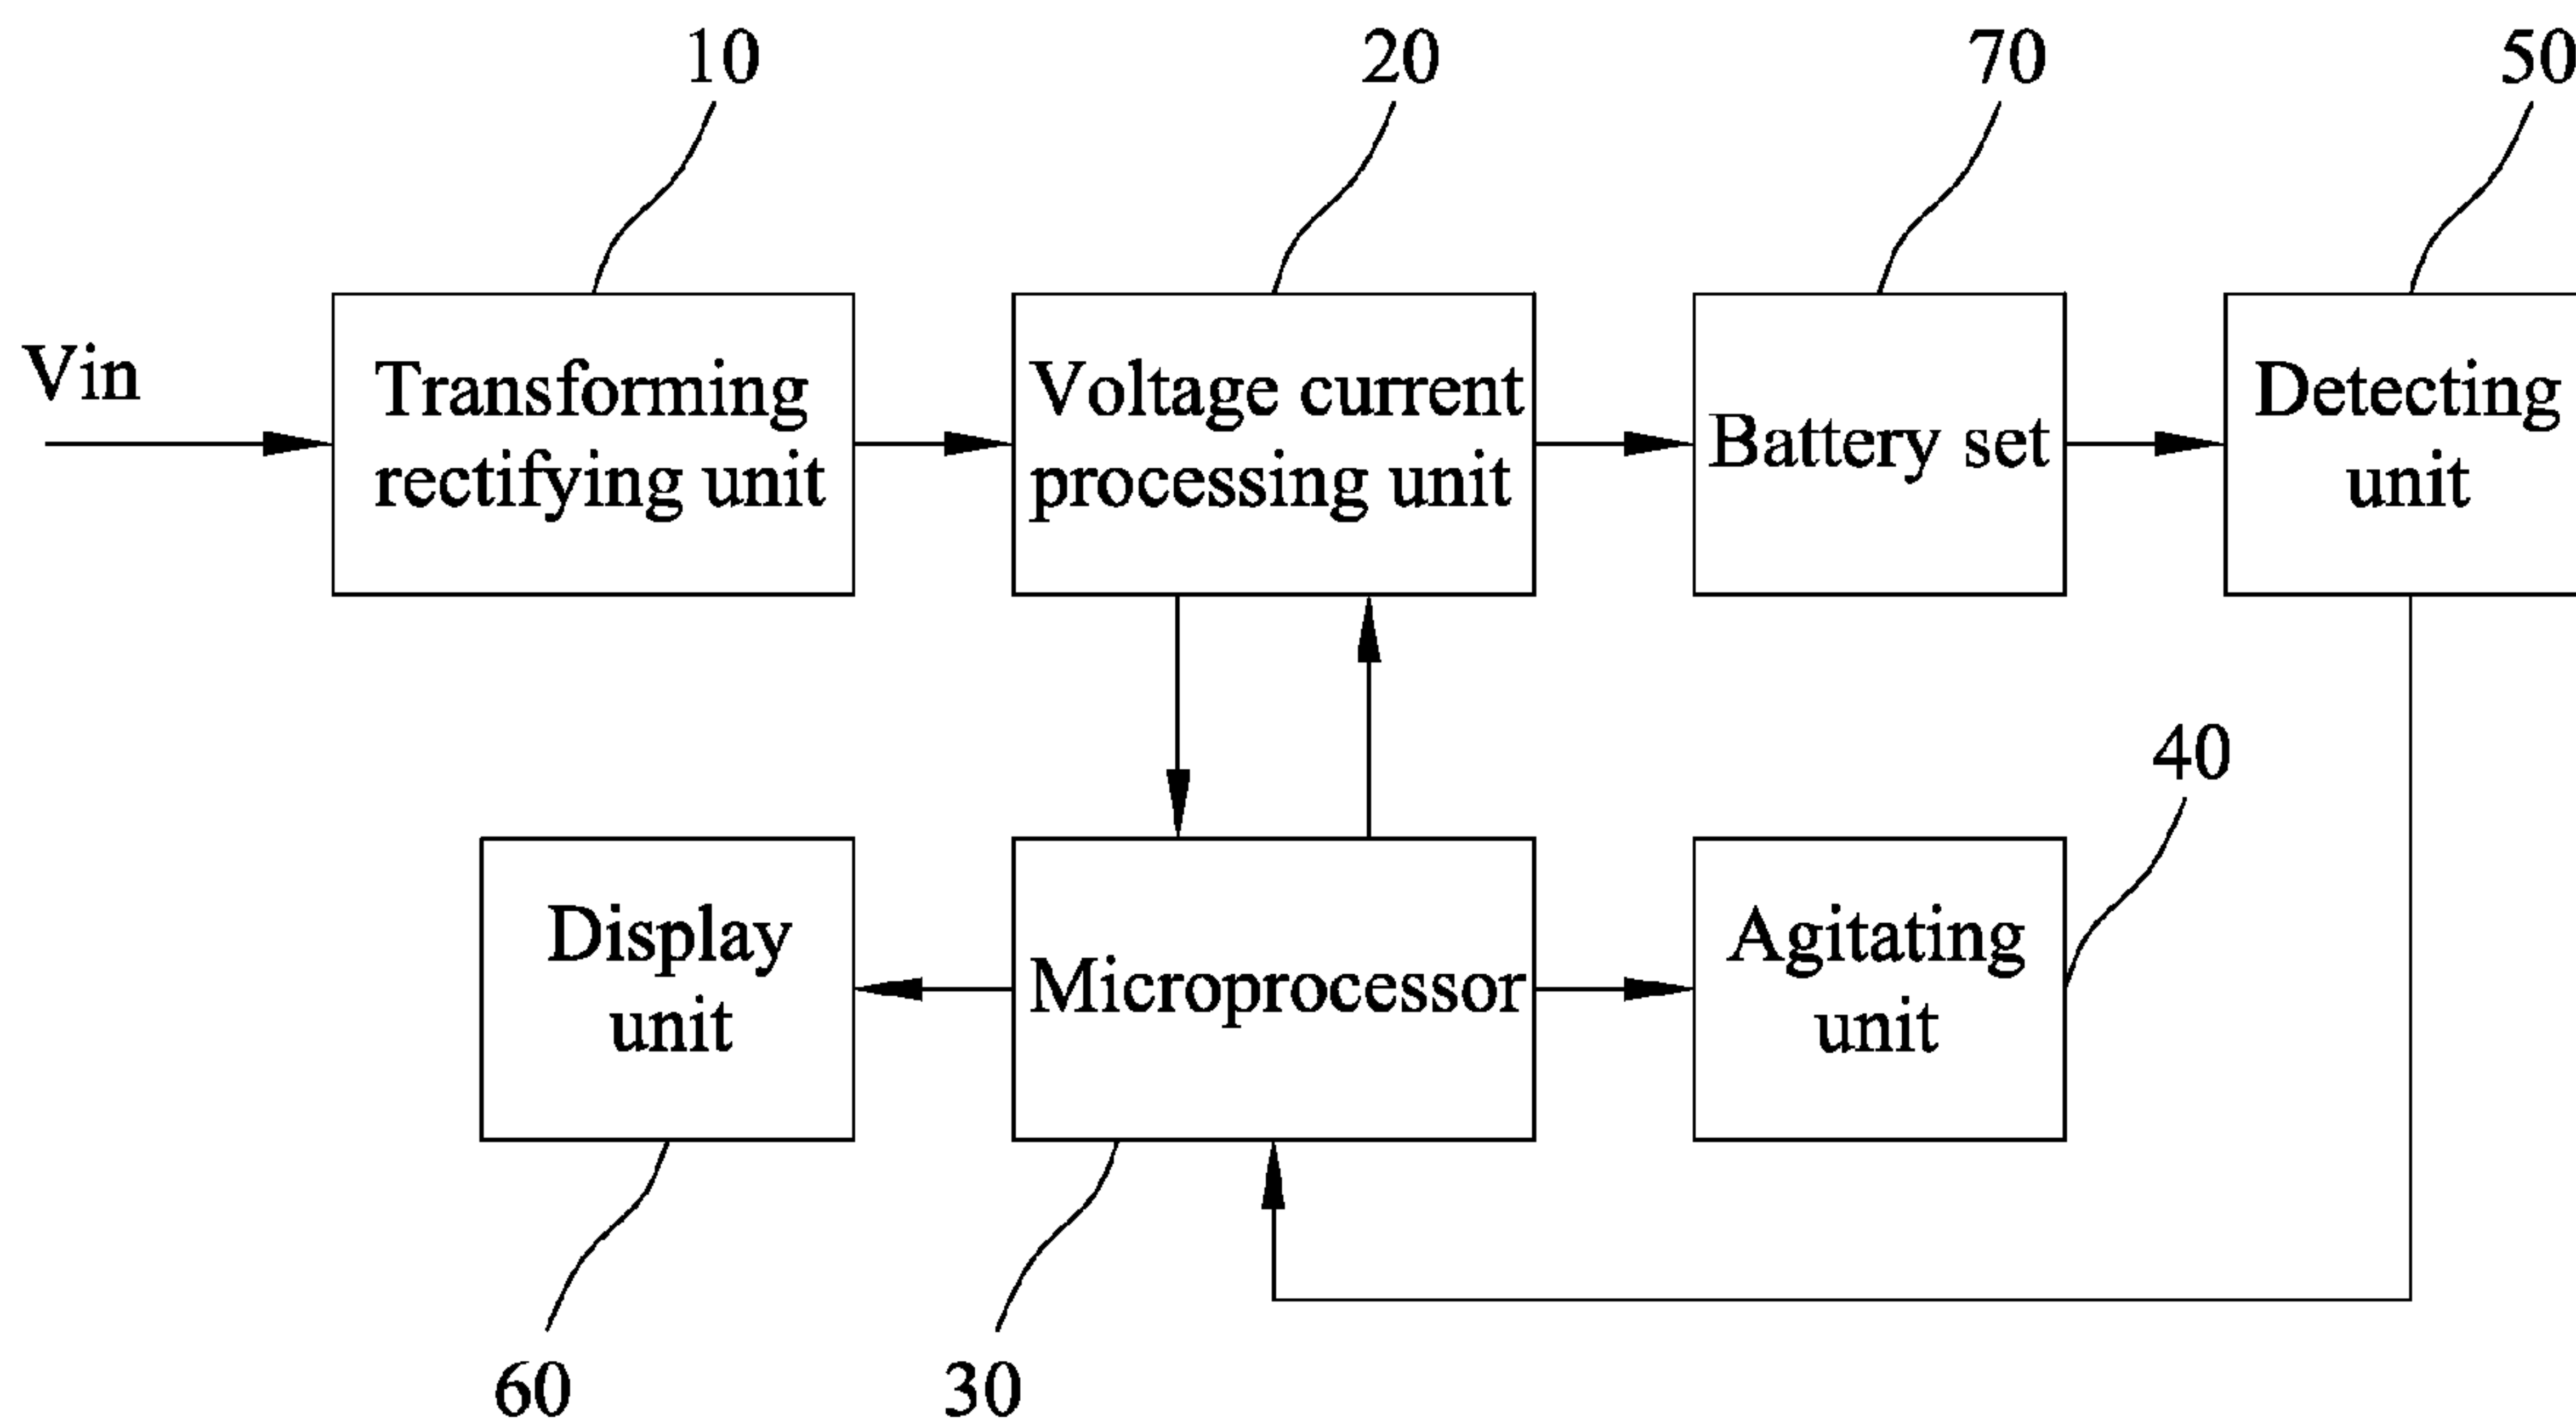 10
20
70
50
Vin
Transforming
rectifying unit
Voltage current
processing unit
Battery set
Detecting
unit
40
Display
unit
Microprocessor
Agitating
unit
60
30